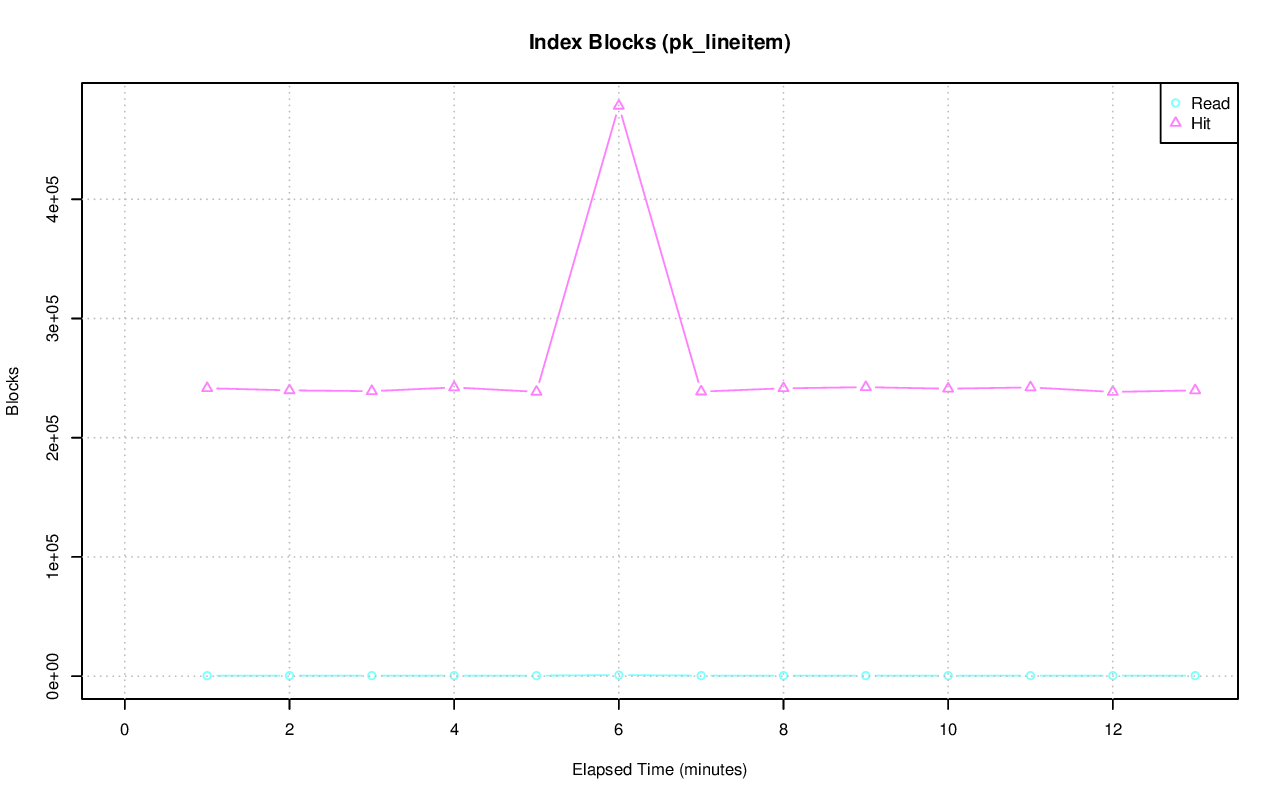 Index Blocks (pk_lineitem)
Read
Hit
Blocks
4e+05
3e+05
2e+05
1e+05
0e+00
0 2 4 6 8 10 12
Elapsed Time (minutes)